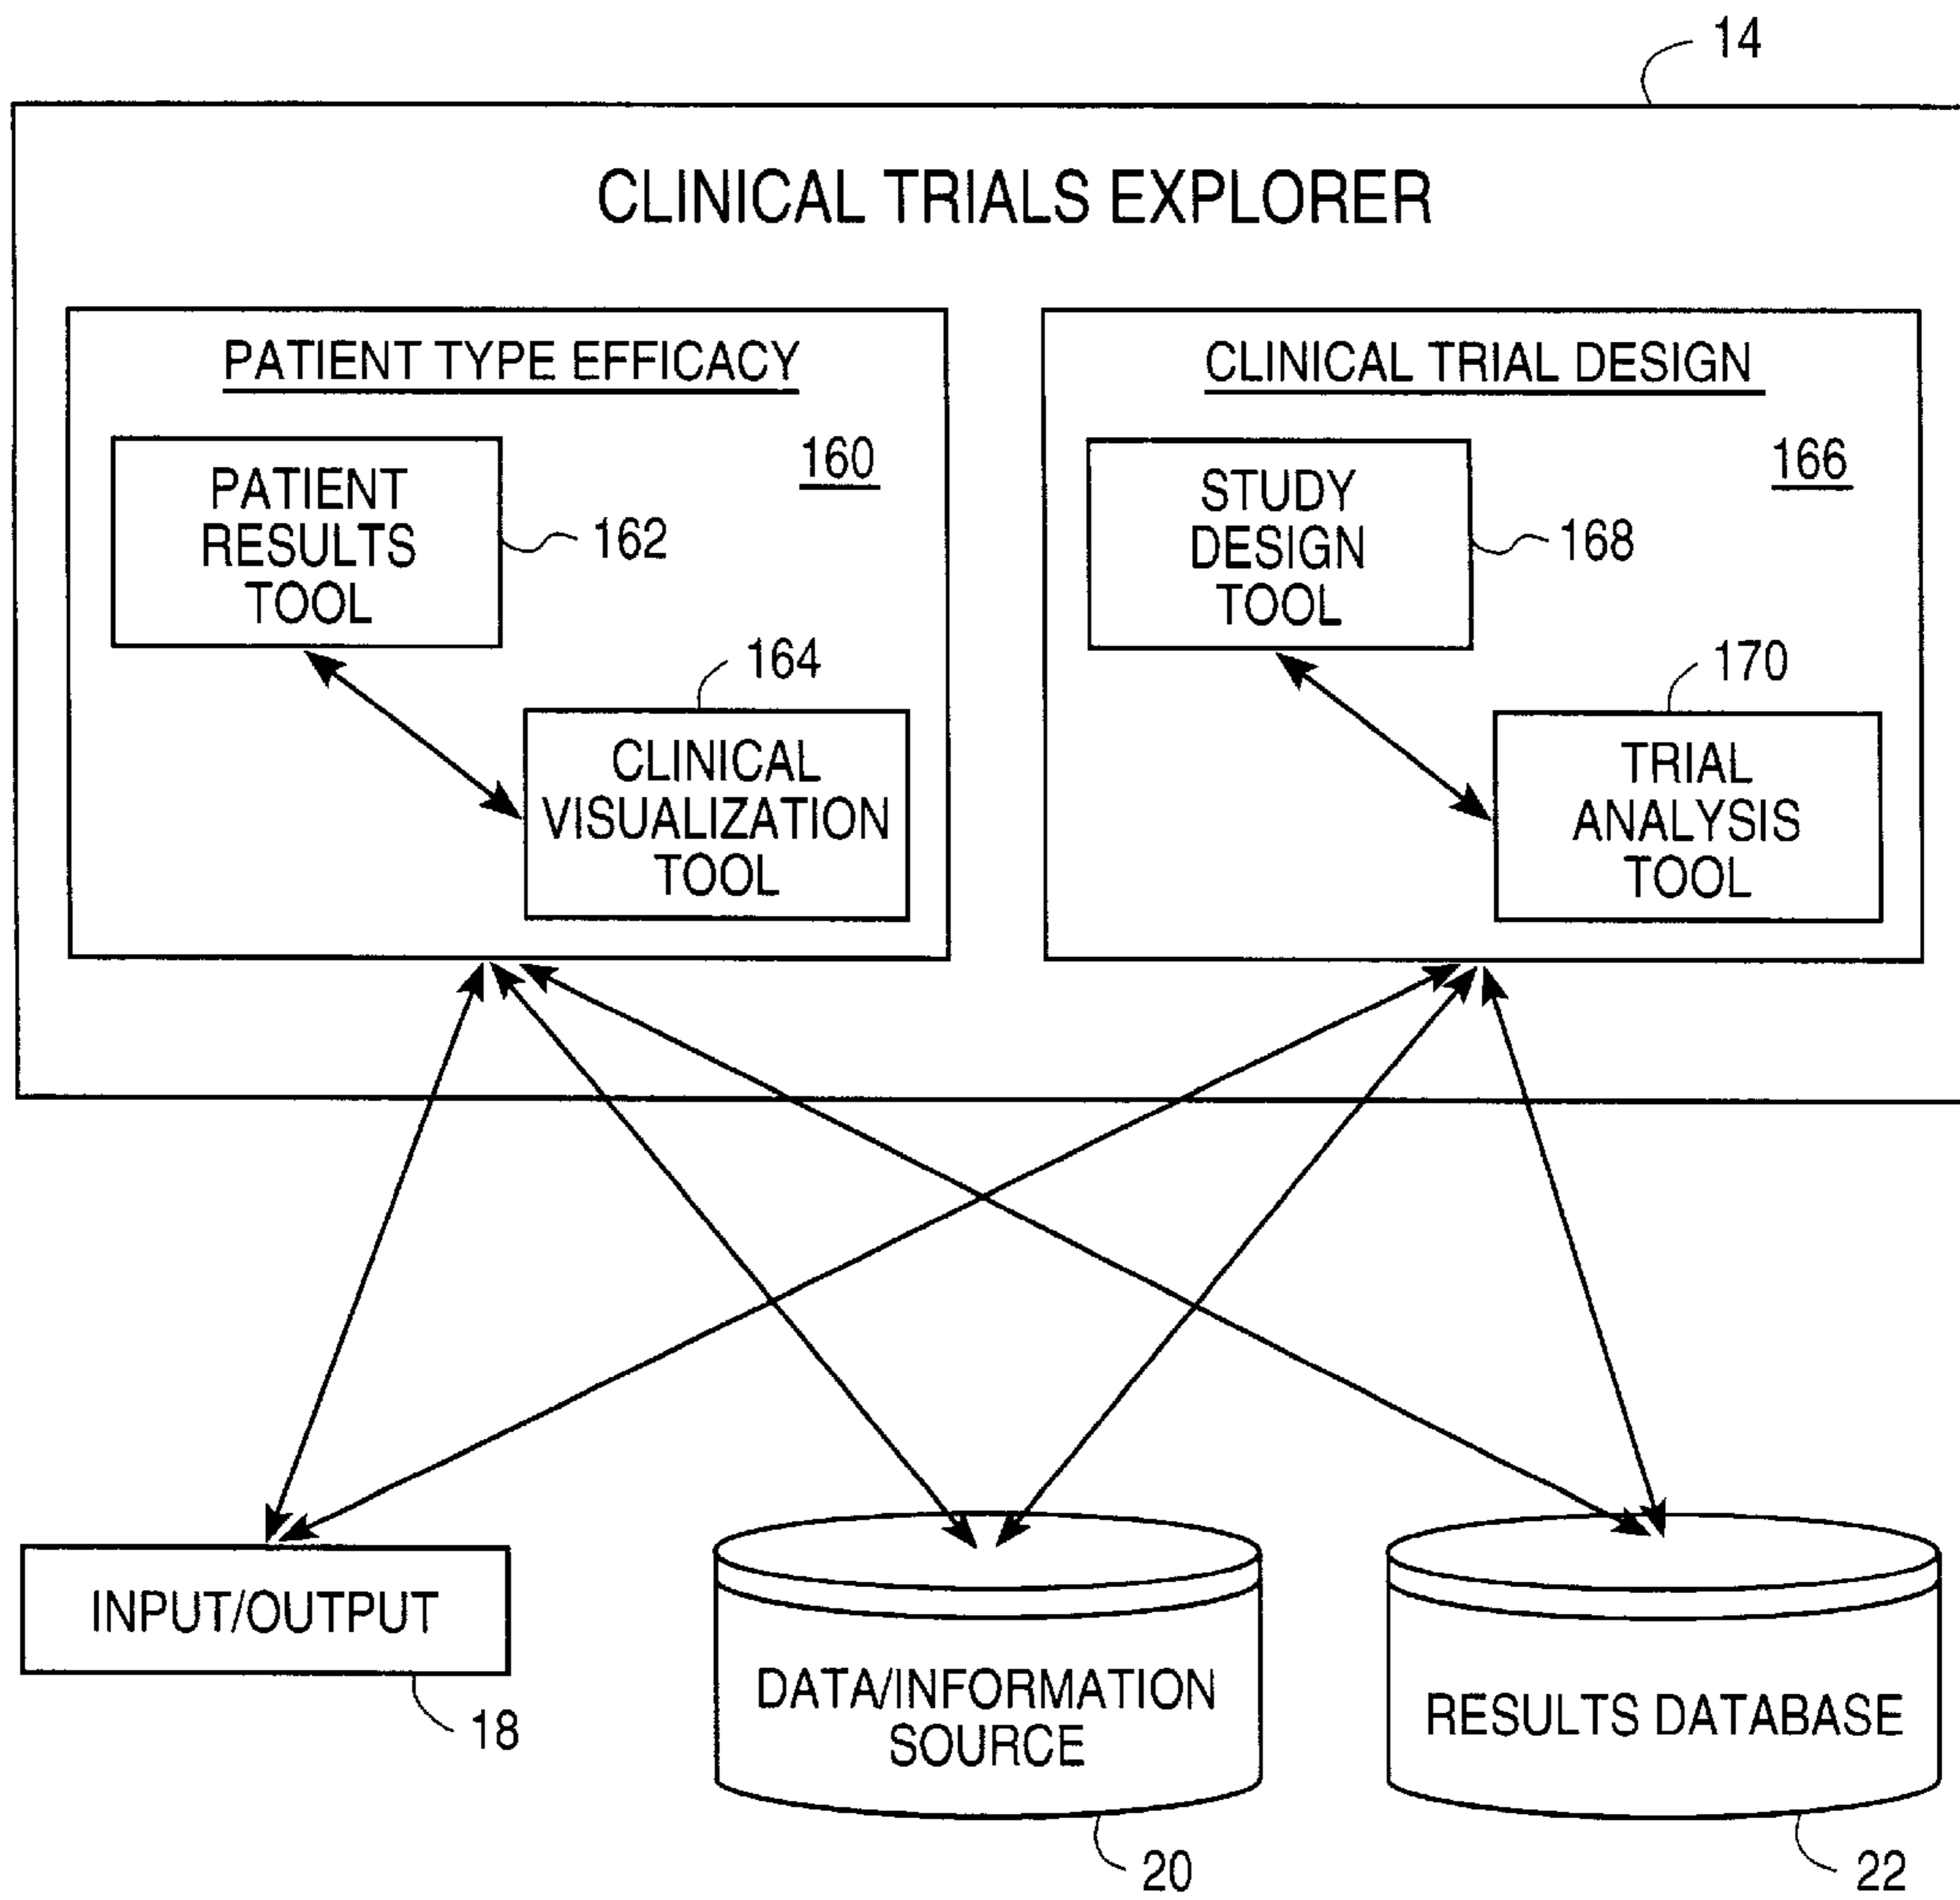 14
CLINICAL TRIALS EXPLORER
PATIENT TYPE EFFICACY
160
PATIENT
RESULTS
TOOL
162
164
CLINICAL
VISUALIZATION
TOOL
CLINICAL TRIAL DESIGN
166
STUDY
DESIGN
TOOL
168
170
TRIAL
ANALYSIS
TOOL
INPUT/OUTPUT
18
DATA/INFORMATION
SOURCE
20
RESULTS DATABASE
22